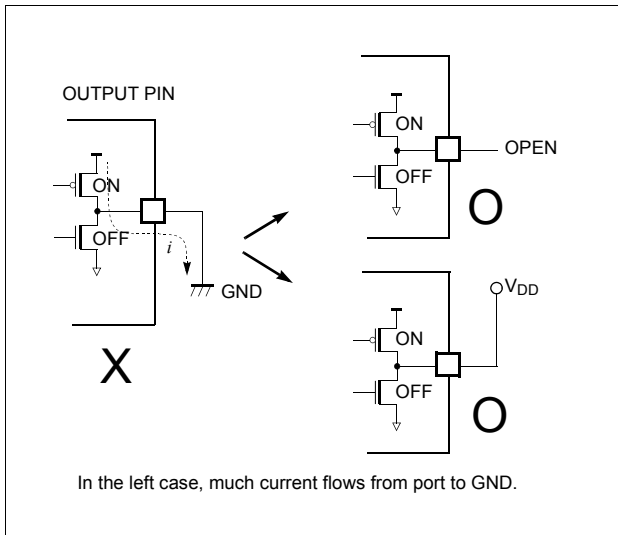 OUTPUT PIN
ON
OFF
i
GND
X
ON
OFF
OPEN
O
ON
OFF
VDD
O
In the left case, much current flows from port to GND.